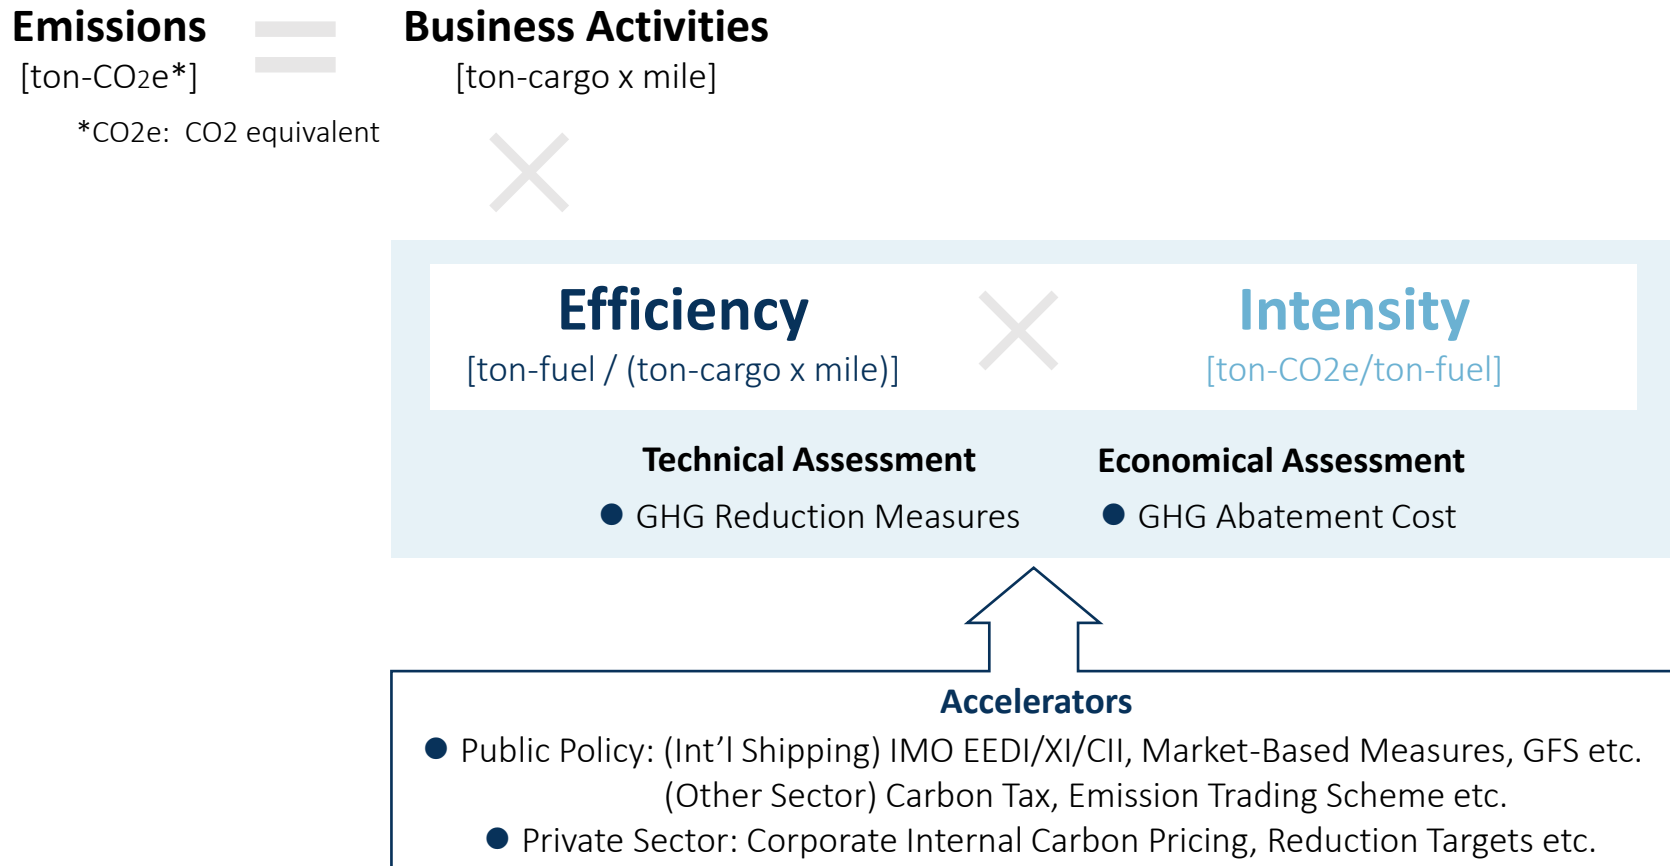 Emissions
[ton-CO2e*]
*CO2e: CO2 equivalent
Business Activities
[ton-cargo x mile]
Efficiency
[ton-fuel / (ton-cargo x mile)]
Intensity
[ton-CO2e/ton-fuel]
Technical Assessment
● GHG Reduction Measures
Economical Assessment
● GHG Abatement Cost
Accelerators
● Public Policy: (Int’l Shipping) IMO EEDI/XI/CII, Market-Based Measures, GFS etc.
(Other Sector) Carbon Tax, Emission Trading Scheme etc.
● Private Sector: Corporate Internal Carbon Pricing, Reduction Targets etc.